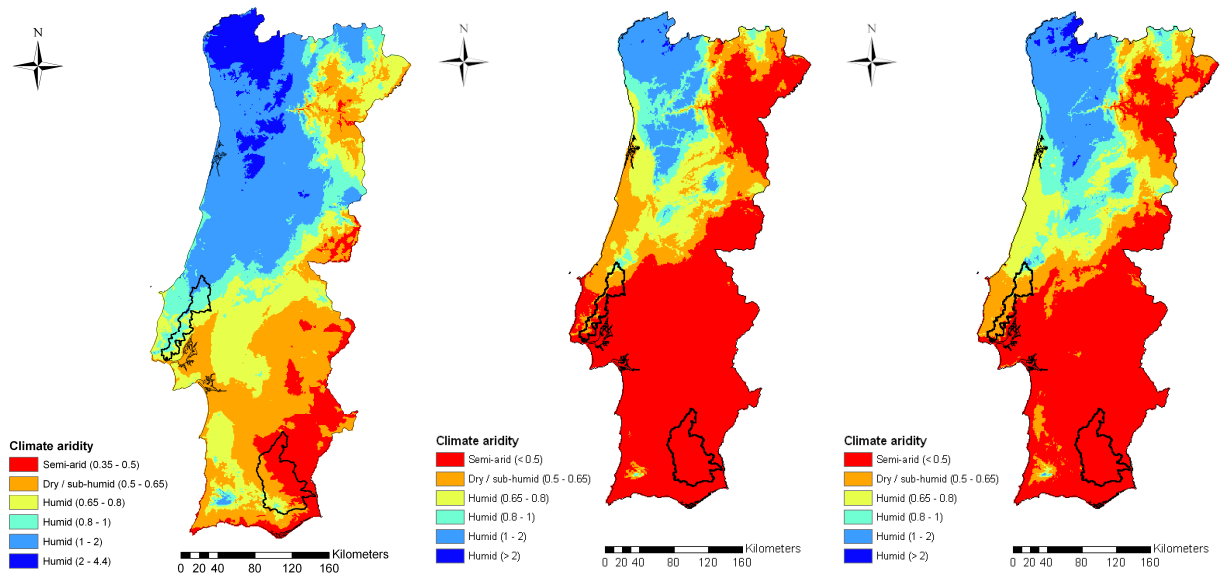 N
Climate aridity
Semi-arid (0.35 - 0.5)
Dry / sub-humid (0.5 - 0.65)
Humid (0.65 - 0.8)
Humid (0.8 - 1)
Humid (1 - 2)
Humid (2 - 4.4)
Kilometers
0 20 40 80 120 160
N
Climate aridity
Semi-arid (< 0.5)
Dry / sub-humid (0.5 - 0.65)
Humid (0.65 - 0.8)
Humid (0.8 - 1)
Humid (1 - 2)
Humid (> 2)
Kilometers
0 20 40 80 120 160
N
Climate aridity
Semi-arid (< 0.5)
Dry / sub-humid (0.5 - 0.65)
Humid (0.65 - 0.8)
Humid (0.8 - 1)
Humid (1 - 2)
Humid (> 2)
Kilometers
0 20 40 80 120 160